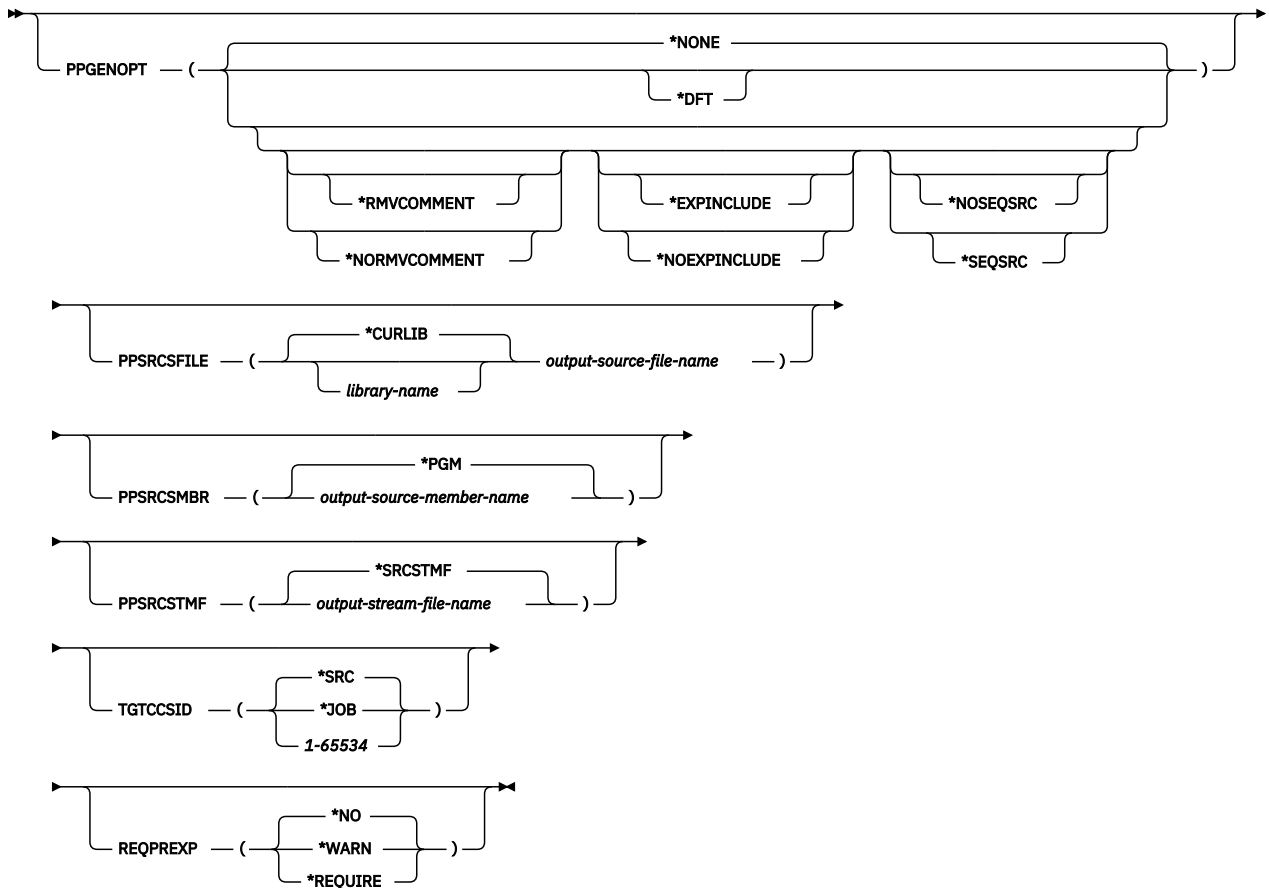 *NONE
PPGENOPT ( )
*DFT
*RMVCOMMENT *EXPINCLUDE *NOSEQSRC
*NORMVCOMMENT *NOEXPINCLUDE *SEQSRC
*CURLIB
PPSRCSFILE ( output-source-file-name )
library-name
*PGM
PPSRCSMBR ( output-source-member-name )
*SRCSTMF
PPSRCSTMF ( output-stream-file-name )
*SRC
TGTCCSID ( *JOB )
1-65534
*NO
REQPREXP ( *WARN )
*REQUIRE